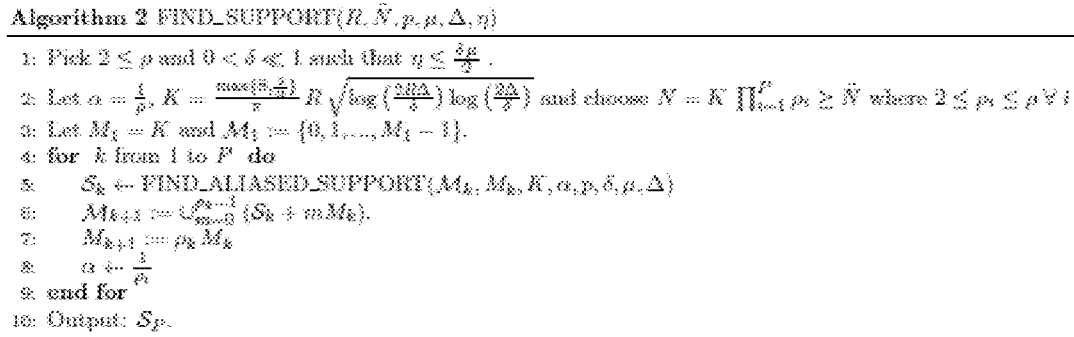 Algorithm 2 FIND_SUPPORT(R, Ñ, p, μ, Δ, η)
1: Pick 2 ≤ ρ and 0 < δ ≪ 1 such that η ≤ δμ/2 .
2: Let α = 1/ρ, K = max{8, 2/α}/π R √(log (2RΔ/δ) log (2Δ/δ)) and choose N = K ∏_{i=1}^{P} ρ_i ≥ Ñ where 2 ≤ ρ_i ≤ ρ ∀ i
3: Let M_1 = K and ℳ_1 := {0, 1, ..., M_1 − 1}.
4: for k from 1 to P do
5: 𝒮_k ← FIND_ALIASED_SUPPORT(ℳ_k, M_k, K, α, p, δ, μ, Δ)
6: ℳ_{k+1} := ∪_{m=0}^{ρ_k−1} (𝒮_k + mM_k).
7: M_{k+1} := ρ_k M_k
8: α ← 1/ρ_i
9: end for
10: Output: 𝒮_P.